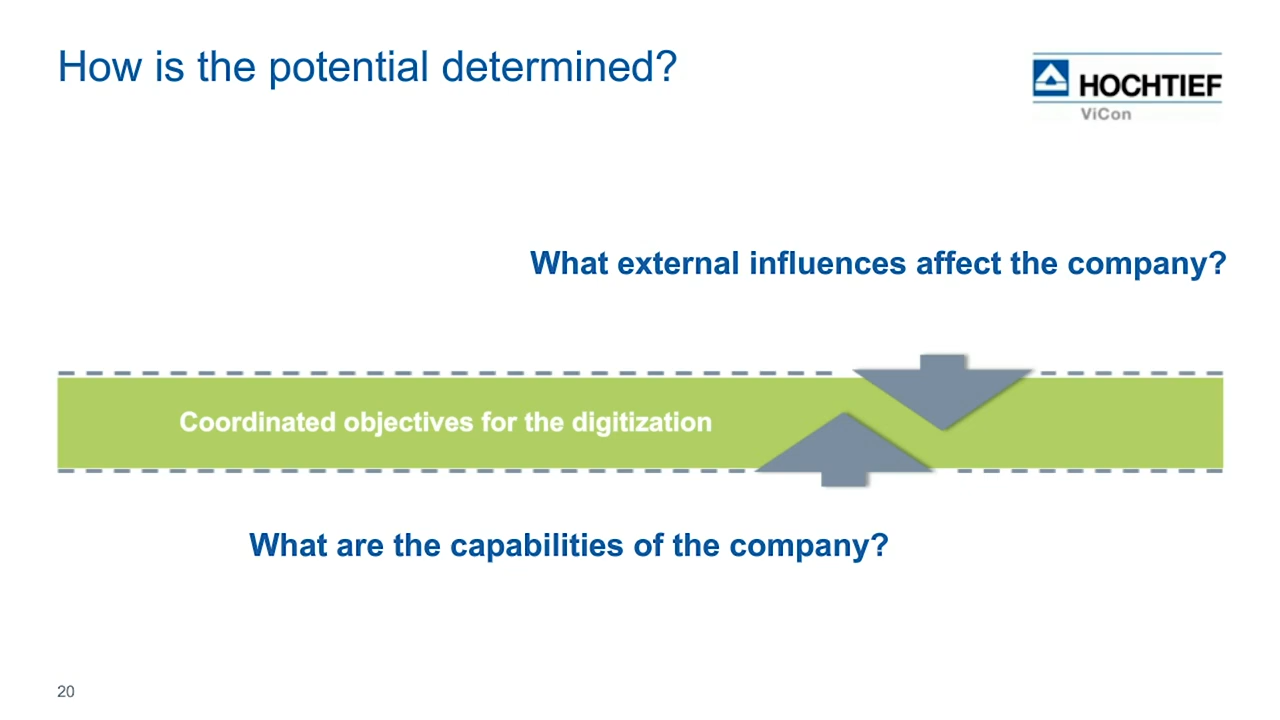 How is the potential determined?
HOCHTIEF
ViCon
What external influences affect the company?
Coordinated objectives for the digitization
What are the capabilities of the company?
20